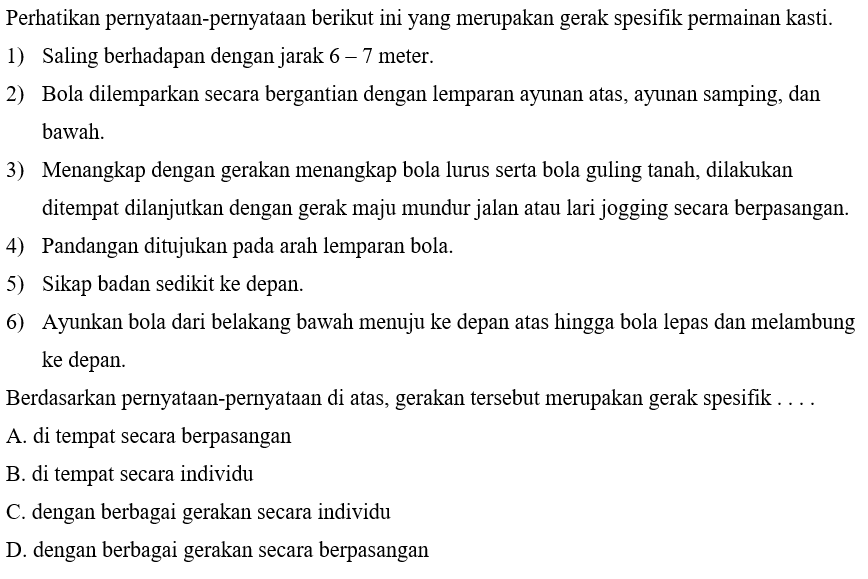 Perhatikan pernyataan-pernyataan berikut ini yang merupakan gerak spesifik permainan kasti.
1) Saling berhadapan dengan jarak 6 – 7 meter.
2) Bola dilemparkan secara bergantian dengan lemparan ayunan atas, ayunan samping, dan
bawah.
3) Menangkap dengan gerakan menangkap bola lurus serta bola guling tanah, dilakukan
ditempat dilanjutkan dengan gerak maju mundur jalan atau lari jogging secara berpasangan.
4) Pandangan ditujukan pada arah lemparan bola.
5) Sikap badan sedikit ke depan.
6) Ayunkan bola dari belakang bawah menuju ke depan atas hingga bola lepas dan melambung
ke depan.
Berdasarkan pernyataan-pernyataan di atas, gerakan tersebut merupakan gerak spesifik . . . .
A. di tempat secara berpasangan
B. di tempat secara individu
C. dengan berbagai gerakan secara individu
D. dengan berbagai gerakan secara berpasangan